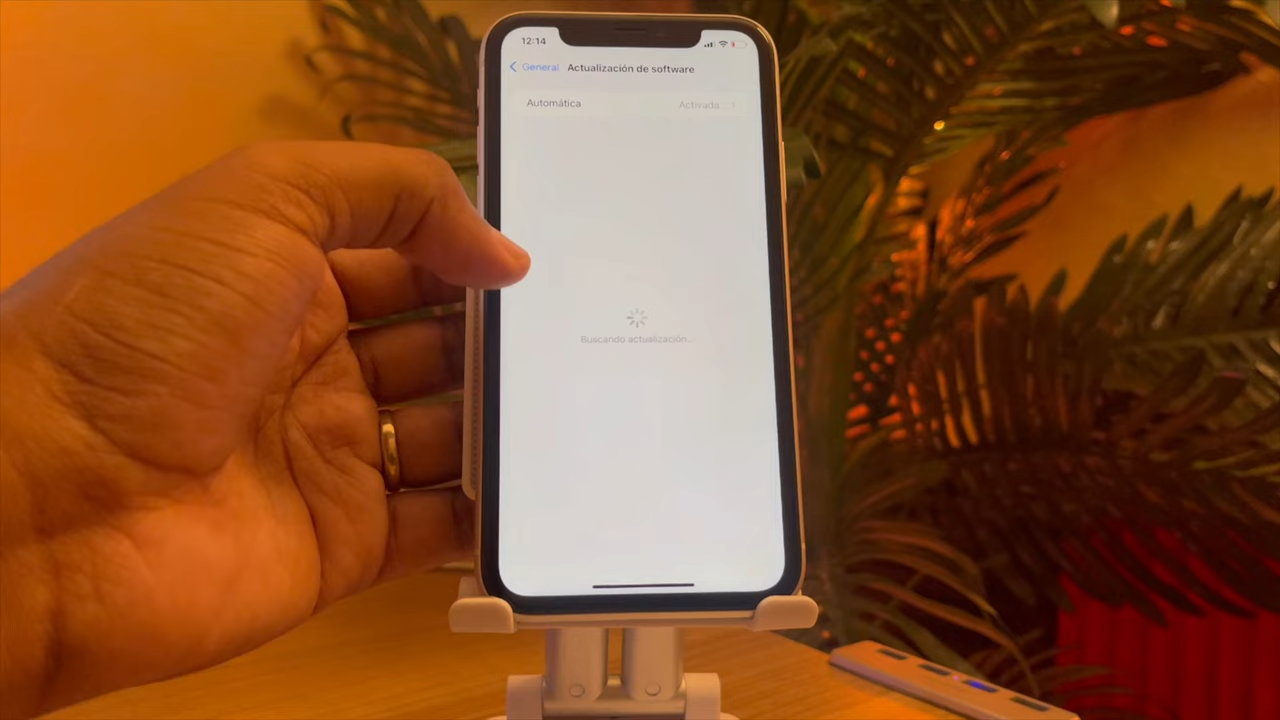 12:14
General Actualización de software
Automática Activada
Buscando actualización...